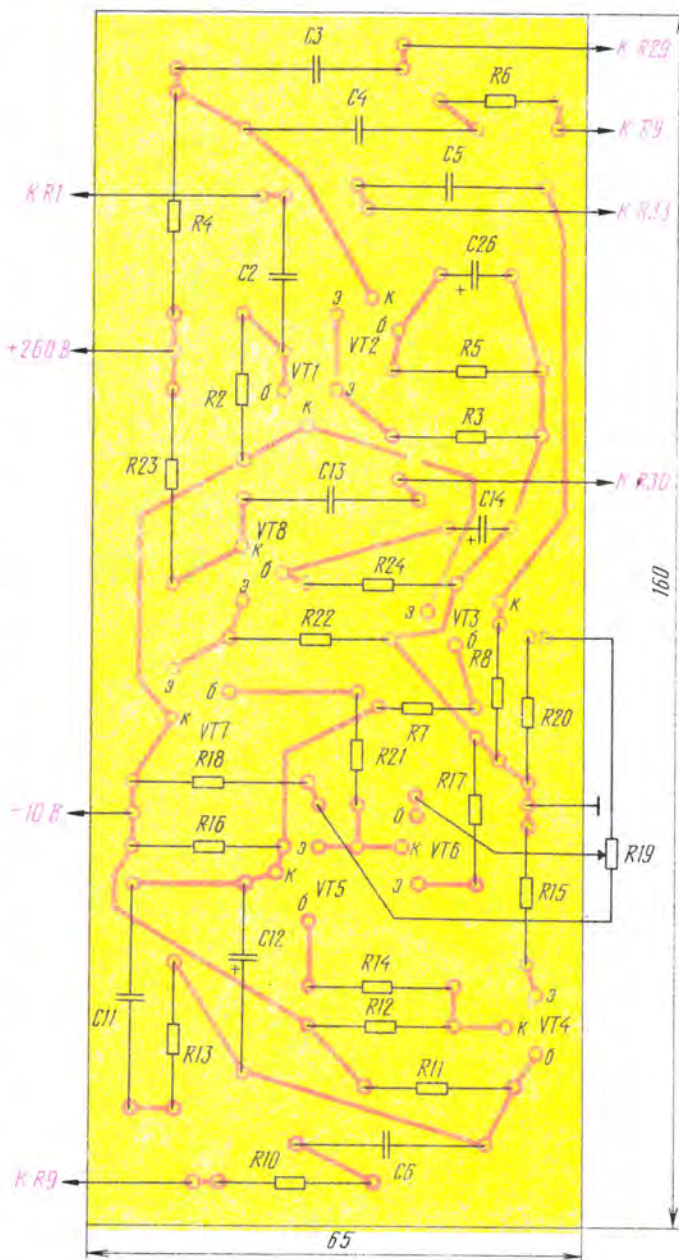 C3
К R29
R6
C4
К R9
C5
К R1
К R33
R4
C2
C26
+
э
к
б
VT2
+260 В
R5
VT1
R2
б
э
к
R3
R23
C13
К R30
C14
+
VT8
к
б
R24
э
э
VT3
к
R22
б
R8
э
б
R20
к
VT7
R7
R21
R18
R17
-10 В
б
R16
э
к
VT6
R19
к
VT5
э
R15
б
C12
+
R14
э
C11
R12
к
VT4
R13
б
R11
C6
К R9
R10
65
160